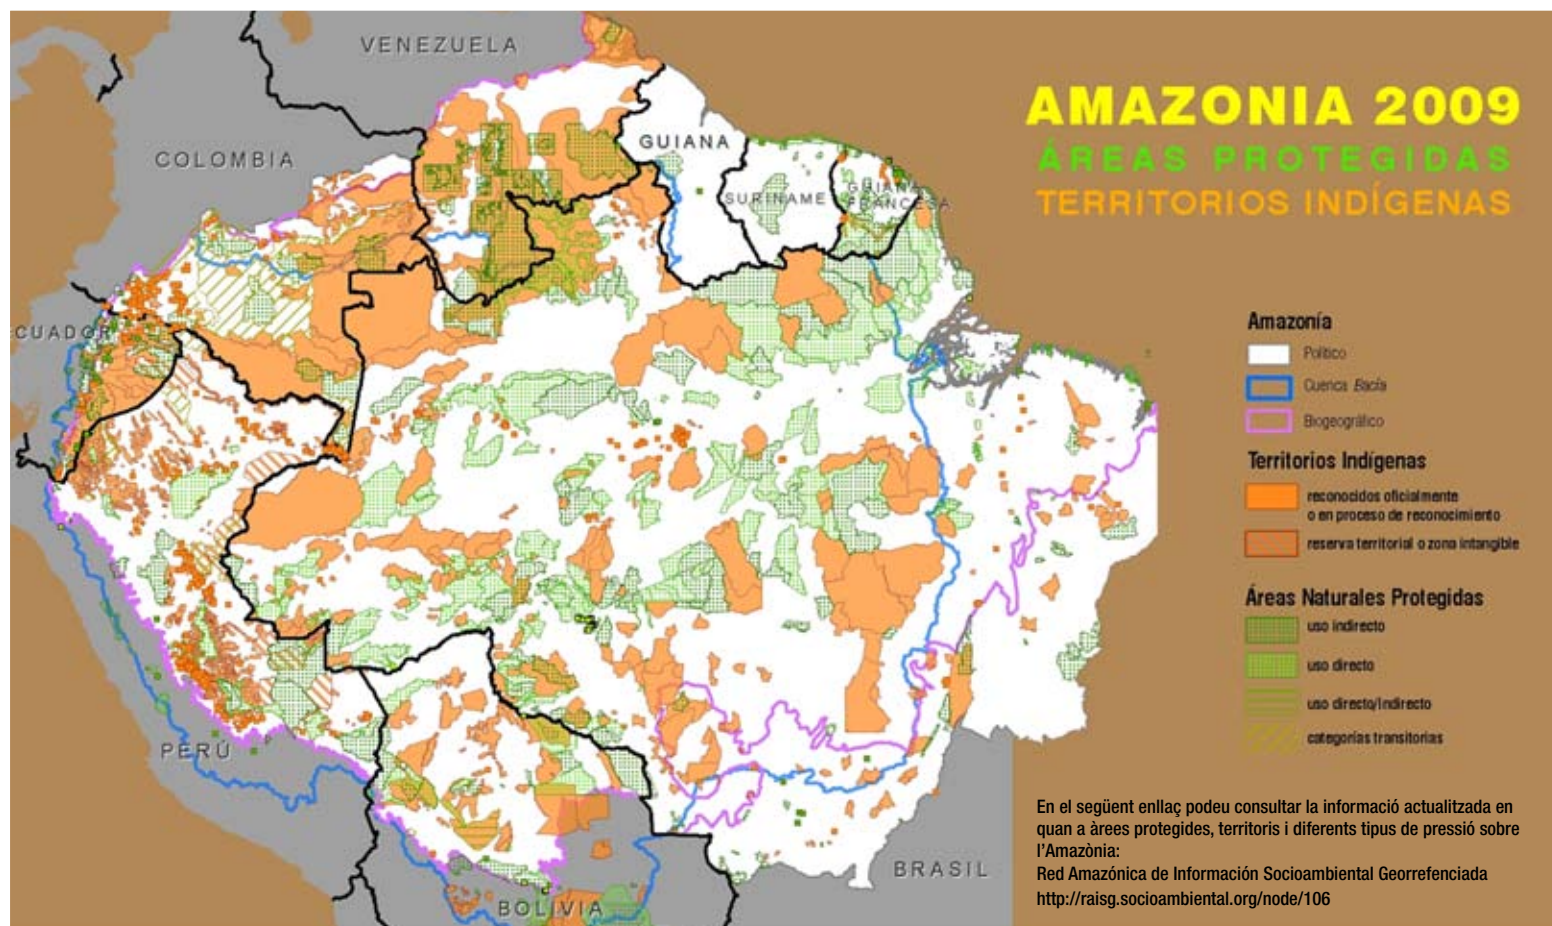 VENEZUELA
COLOMBIA
GUIANA
SURINAME
GUIANA
FRANCESA
CUADOR
PERÚ
BOLIVIA
BRASIL
AMAZONIA 2009
ÁREAS PROTEGIDAS
TERRITORIOS INDÍGENAS
Amazonía
Político
Cuenca Bacía
Biogeográfico
Territorios Indígenas
reconocidos oficialmente
o en proceso de reconocimiento
reserva territorial o zona intangible
Áreas Naturales Protegidas
uso indirecto
uso directo
uso directo/Indirecto
categorías transitorias
En el següent enllaç podeu consultar la informació actualitzada en
quan a àrees protegides, territoris i diferents tipus de pressió sobre
l'Amazònia:
Red Amazónica de Información Socioambiental Georrefenciada
http://raisg.socioambiental.org/node/106